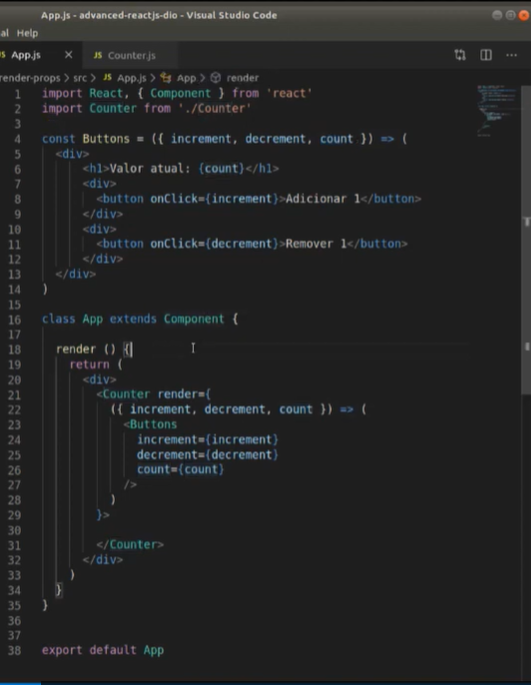 App.js - advanced-reactjs-dio - Visual Studio Code
al Help
JS App.js × JS Counter.js
render-props > src > JS App.js > App > render
1 import React, { Component } from 'react'
2 import Counter from './Counter'
3
4 const Buttons = ({ increment, decrement, count }) => (
5 <div>
6 <h1>Valor atual: {count}</h1>
7 <div>
8 <button onClick={increment}>Adicionar 1</button>
9 </div>
10 <div>
11 <button onClick={decrement}>Remover 1</button>
12 </div>
13 </div>
14 )
15
16 class App extends Component {
17
18 render () {
19 return (
20 <div>
21 <Counter render={
22 ({ increment, decrement, count }) => (
23 <Buttons
24 increment={increment}
25 decrement={decrement}
26 count={count}
27 />
28 )
29 }>
30
31 </Counter>
32 </div>
33 )
34 }
35 }
36
37
38 export default App